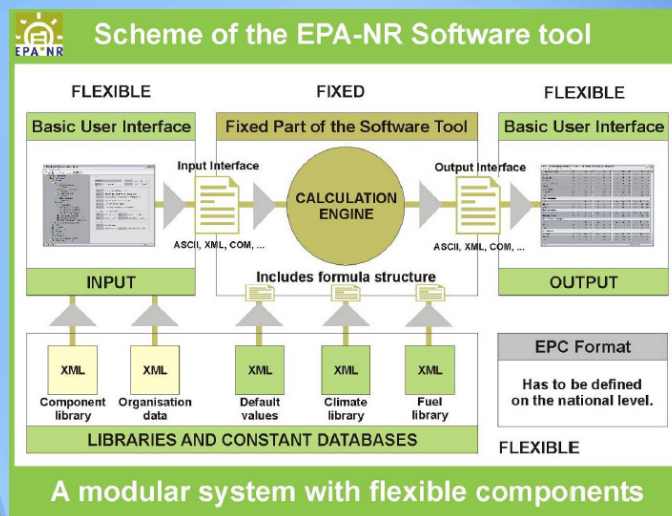 EPA-NR
Scheme of the EPA-NR Software tool
FLEXIBLE
FIXED
FLEXIBLE
Basic User Interface
Fixed Part of the Software Tool
Basic User Interface
Input Interface
Output Interface
CALCULATION
ENGINE
ASCII, XML, COM, ...
ASCII, XML, COM, ...
Includes formula structure
INPUT
OUTPUT
XML
XML
XML
XML
XML
Component
library
Organisation
data
Default
values
Climate
library
Fuel
library
LIBRARIES AND CONSTANT DATABASES
EPC Format
Has to be defined
on the national level.
FLEXIBLE
A modular system with flexible components